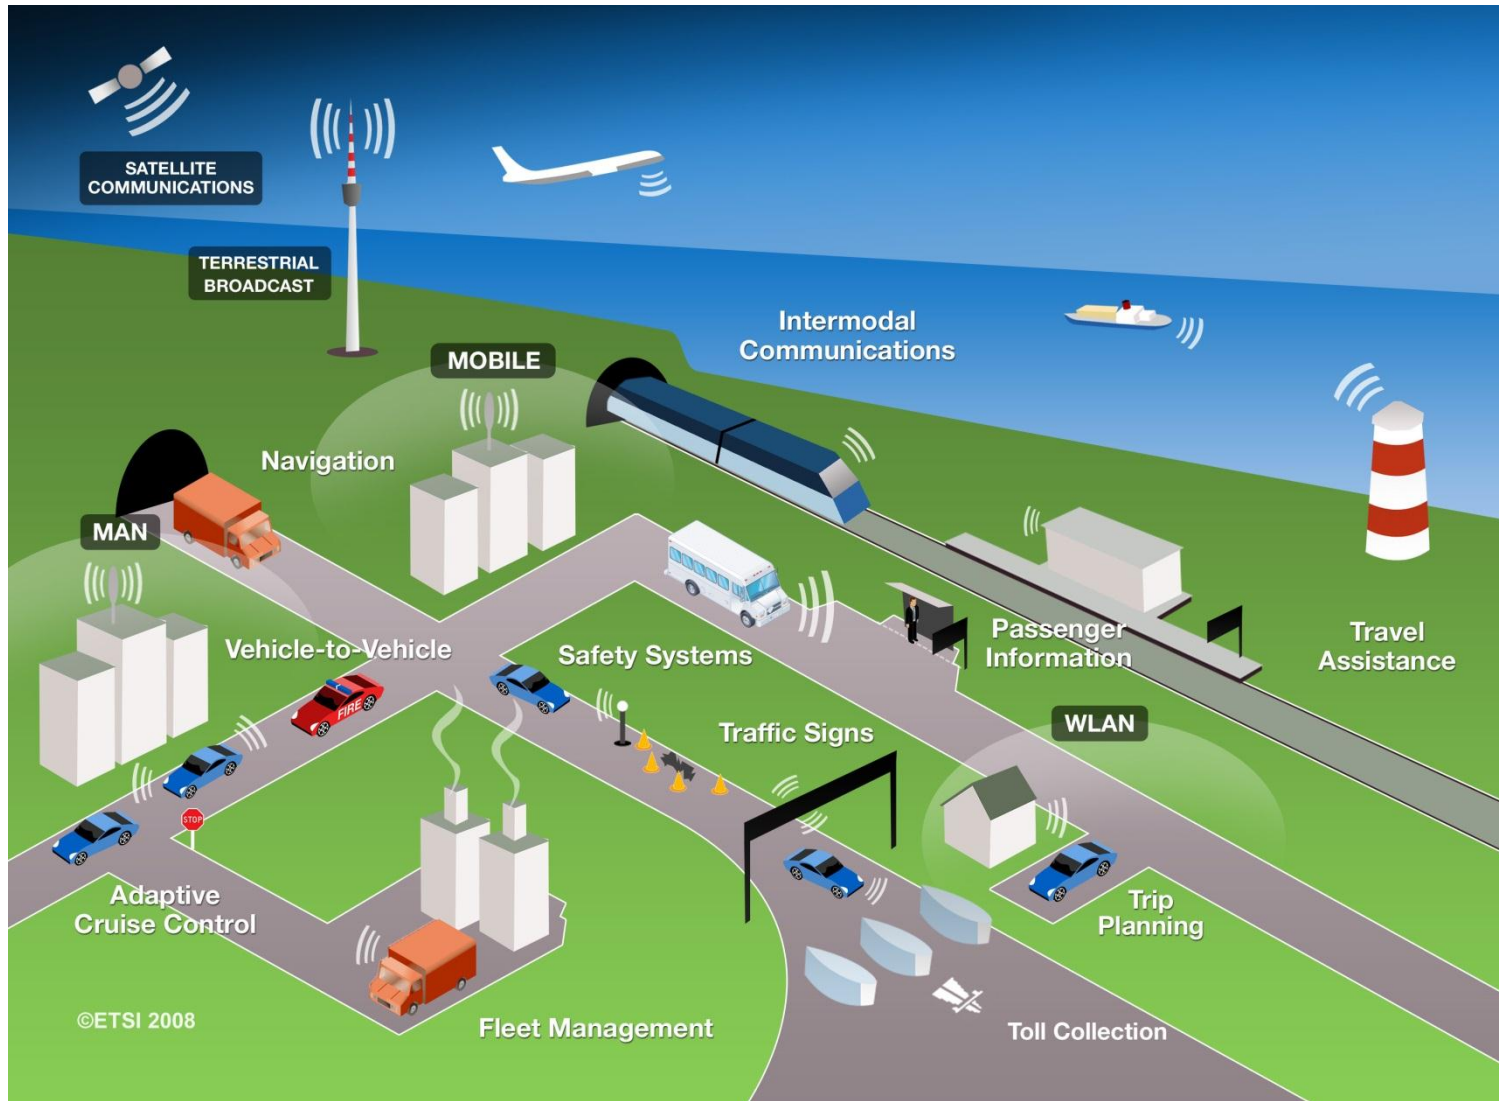 SATELLITE
COMMUNICATIONS
TERRESTRIAL
BROADCAST
Intermodal
Communications
MOBILE
Navigation
MAN
Vehicle-to-Vehicle
Safety Systems
Passenger
Information
Travel
Assistance
FIRE
Traffic Signs
WLAN
STOP
Adaptive
Cruise Control
Trip
Planning
©ETSI 2008
Fleet Management
Toll Collection